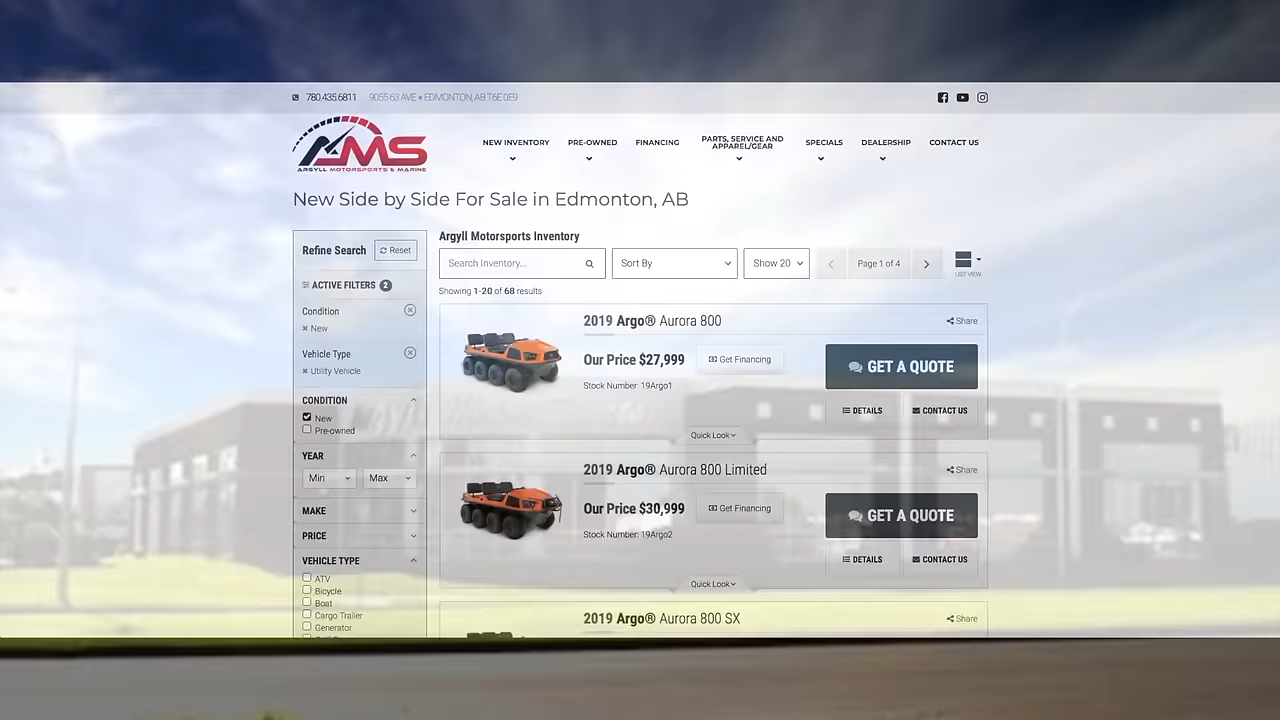 780.435.6811 9055 63 AVE • EDMONTON, AB T6E 0E9
AMS
ARGYLL MOTORSPORTS & MARINE
NEW INVENTORY PRE-OWNED FINANCING PARTS, SERVICE AND APPAREL/GEAR SPECIALS DEALERSHIP CONTACT US
New Side by Side For Sale in Edmonton, AB
Refine Search Reset
ACTIVE FILTERS 2
Condition
New
Vehicle Type
Utility Vehicle
CONDITION
New
Pre-owned
YEAR
Min Max
MAKE
PRICE
VEHICLE TYPE
ATV
Bicycle
Boat
Cargo Trailer
Generator
Argyll Motorsports Inventory
Search Inventory... Sort By Show 20 Page 1 of 4 LIST VIEW
Showing 1-20 of 68 results
2019 Argo® Aurora 800 Share
Our Price $27,999 Get Financing GET A QUOTE
Stock Number: 19Argo1
DETAILS CONTACT US
Quick Look
2019 Argo® Aurora 800 Limited Share
Our Price $30,999 Get Financing GET A QUOTE
Stock Number: 19Argo2
DETAILS CONTACT US
Quick Look
2019 Argo® Aurora 800 SX Share